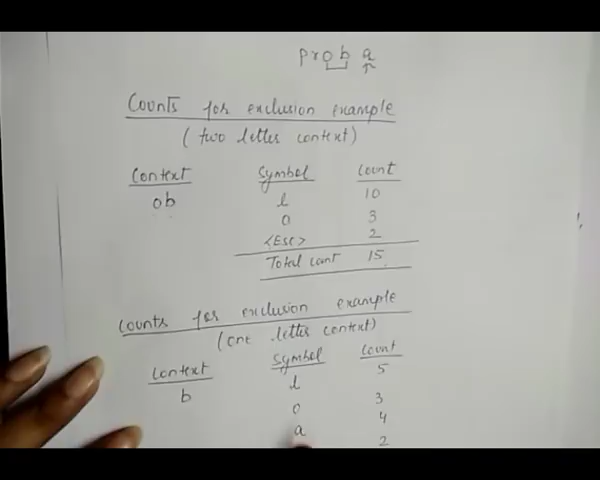 proba
Counts for exclusion example
(two letter context)
Context Symbol Count
ob l 10
o 3
<Esc> 2
Total count 15
Counts for exclusion example
(one letter context)
Context Symbol Count
b l 5
o 3
a 4
2